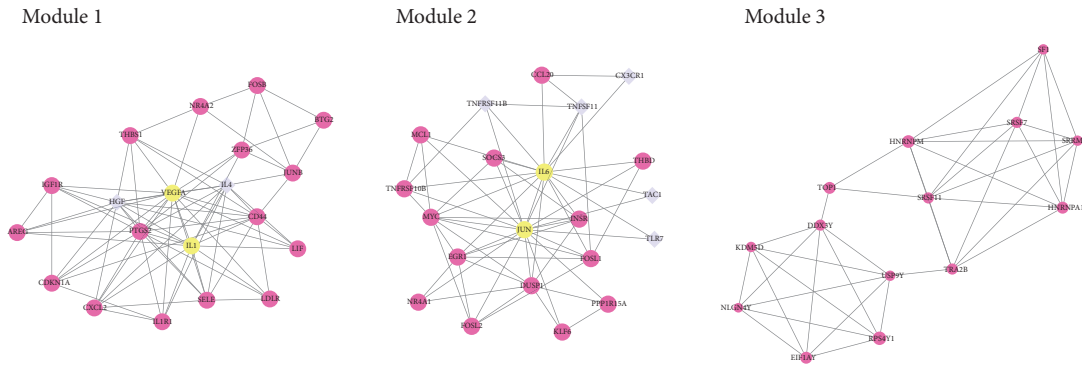 Module 1
Module 2
Module 3
FOSB
NR4A2
BTG2
THBS1
ZFP36
JUNB
IGF1R
VEGFA
IL4
HGF
CD44
AREG
PTGS2
IL1
LIF
CDKN1A
CXCL2
SELE
LDLR
IL1R1
CCL20
CX3CR1
TNFRSF11B
TNFSF11
MCL1
SOCS3
THBD
IL6
TNFRSF10B
TAC1
MYC
INSR
JUN
TLR7
EGR1
FOSL1
DUSP1
NR4A1
PPP1R15A
FOSL2
KLF6
SF1
SRSF7
HNRNPM
SRRM
TOP1
SRSF11
HNRNPA1
DDX3Y
KDM5D
TRA2B
USP9Y
NLGN4Y
RPS4Y1
EIF1AY